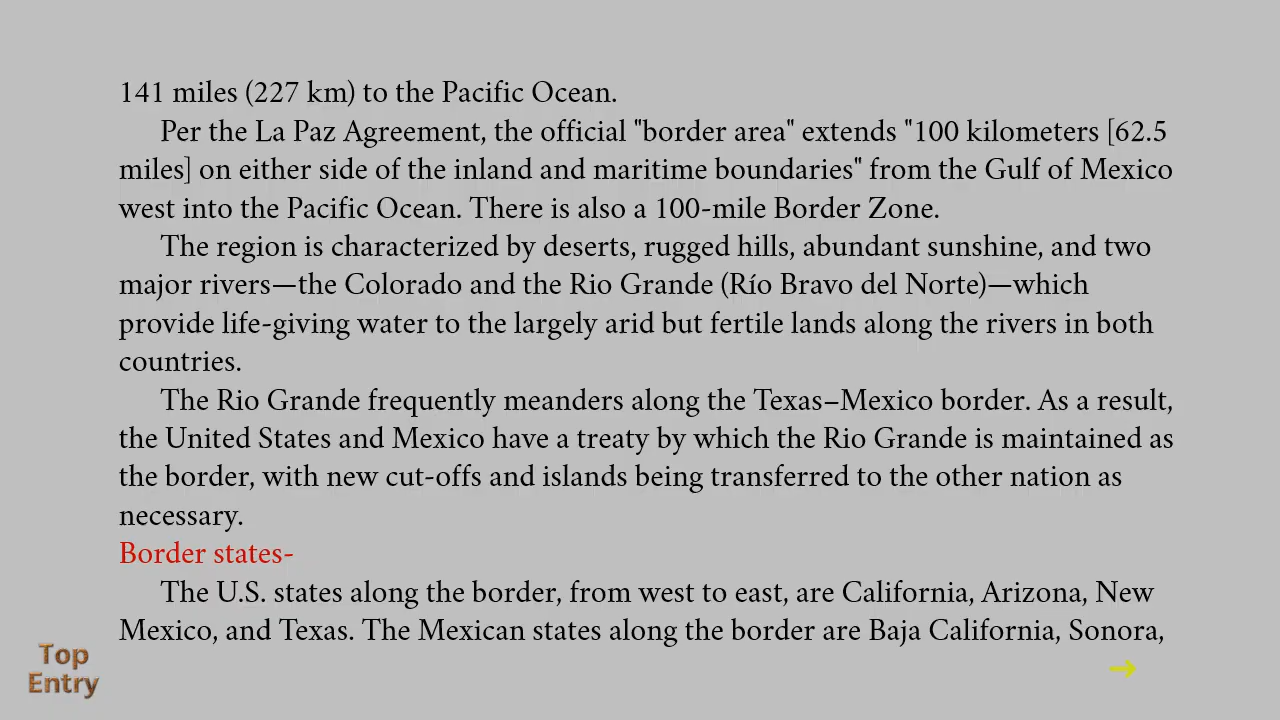 141 miles (227 km) to the Pacific Ocean.
Per the La Paz Agreement, the official "border area" extends "100 kilometers [62.5
miles] on either side of the inland and maritime boundaries" from the Gulf of Mexico
west into the Pacific Ocean. There is also a 100-mile Border Zone.
The region is characterized by deserts, rugged hills, abundant sunshine, and two
major rivers—the Colorado and the Rio Grande (Río Bravo del Norte)—which
provide life-giving water to the largely arid but fertile lands along the rivers in both
countries.
The Rio Grande frequently meanders along the Texas–Mexico border. As a result,
the United States and Mexico have a treaty by which the Rio Grande is maintained as
the border, with new cut-offs and islands being transferred to the other nation as
necessary.
Border states-
The U.S. states along the border, from west to east, are California, Arizona, New
Mexico, and Texas. The Mexican states along the border are Baja California, Sonora,
Top
Entry